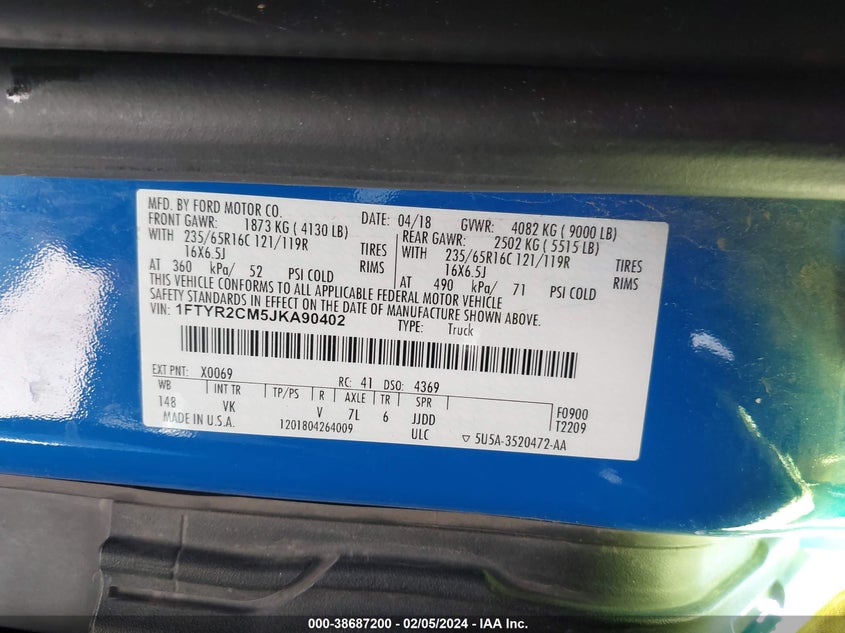 MFD. BY FORD MOTOR CO.
DATE: 04/18 GVWR: 4082 KG ( 9000 LB)
FRONT GAWR: 1873 KG ( 4130 LB)
REAR GAWR: 2502 KG ( 5515 LB)
WITH 235/65R16C 121/119R TIRES
WITH 235/65R16C 121/119R TIRES
16X6.5J RIMS
16X6.5J RIMS
AT 360 kPa/ 52 PSI COLD
AT 490 kPa/ 71 PSI COLD
THIS VEHICLE CONFORMS TO ALL APPLICABLE FEDERAL MOTOR VEHICLE
SAFETY STANDARDS IN EFFECT ON THE DATE OF MANUFACTURE SHOWN ABOVE.
VIN: 1FTYR2CM5JKA90402
TYPE: Truck
EXT PNT: X0069 RC: 41 DSO: 4369
WB INT TR TP/PS R AXLE TR SPR F0900
148 VK V 7L 6 JJDD T2209
MADE IN U.S.A. 1201804264009 ULC ▽ 5U5A-3520472-AA
000-38687200 - 02/05/2024 - IAA Inc.